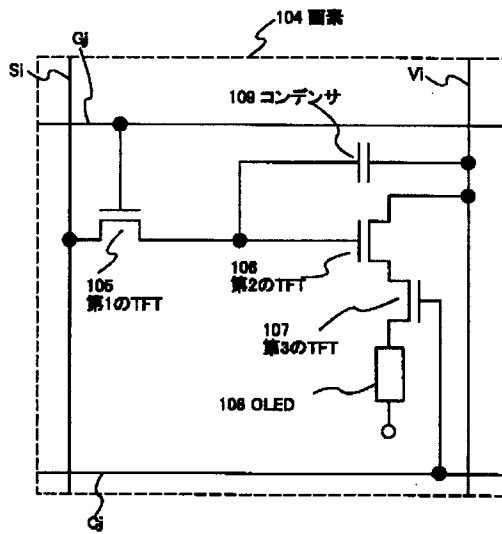 104 画素
Gj
Si
Vi
109 コンデンサ
105
第1のTFT
106
第2のTFT
107
第3のTFT
108 OLED
Cj